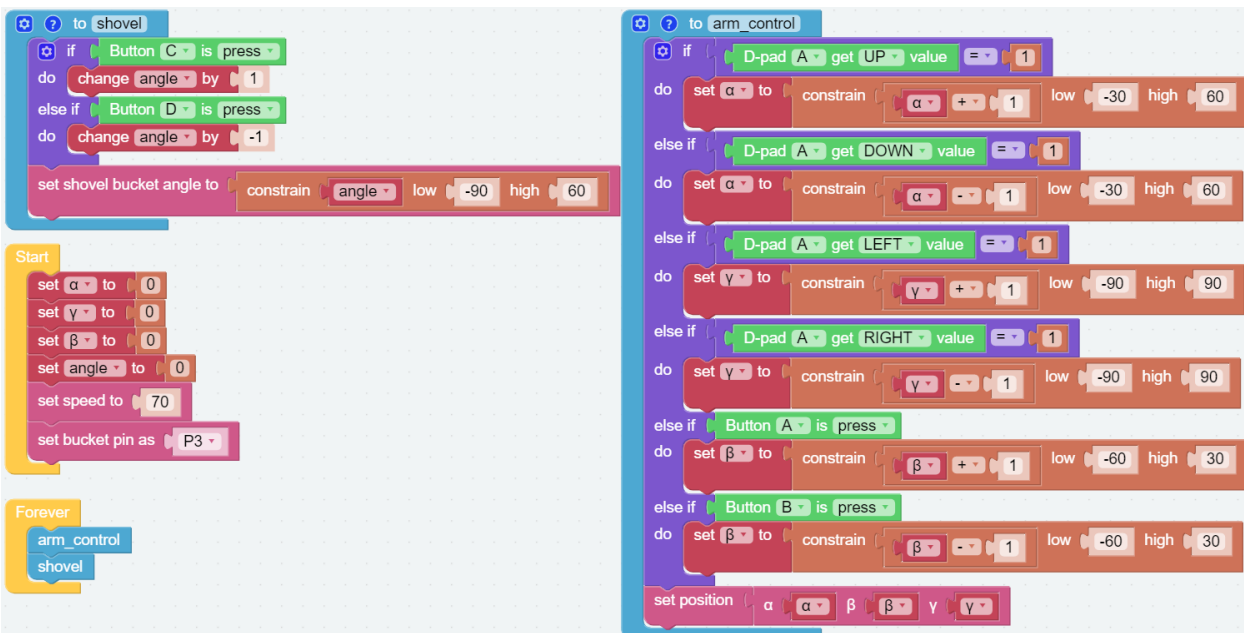 to shovel
if Button C is press
do change angle by 1
else if Button D is press
do change angle by -1
set shovel bucket angle to constrain angle low -90 high 60
Start
set α to 0
set γ to 0
set β to 0
set angle to 0
set speed to 70
set bucket pin as P3
Forever
arm_control
shovel
to arm_control
if D-pad A get UP value = 1
do set α to constrain α + 1 low -30 high 60
else if D-pad A get DOWN value = 1
do set α to constrain α - 1 low -30 high 60
else if D-pad A get LEFT value = 1
do set γ to constrain γ + 1 low -90 high 90
else if D-pad A get RIGHT value = 1
do set γ to constrain γ - 1 low -90 high 90
else if Button A is press
do set β to constrain β + 1 low -60 high 30
else if Button B is press
do set β to constrain β - 1 low -60 high 30
set position α α β β γ γ